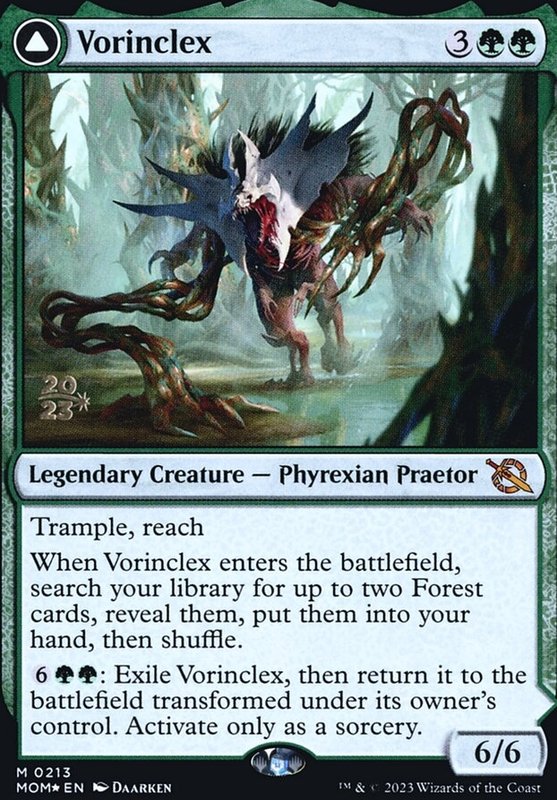 Vorinclex 3
20
23
Legendary Creature — Phyrexian Praetor
Trample, reach
When Vorinclex enters the battlefield,
search your library for up to two Forest
cards, reveal them, put them into your
hand, then shuffle.
6 : Exile Vorinclex, then return it to the
battlefield transformed under its owner's
control. Activate only as a sorcery.
6/6
M 0213
MOM★EN DAARKEN ™ & © 2023 Wizards of the Coast